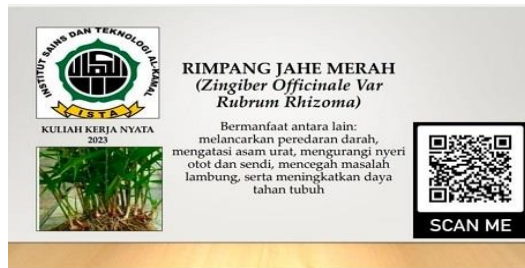 INSTITUT SAINS DAN TEKNOLOGI AL-KAMAL
ISTA
KULIAH KERJA NYATA
2023
RIMPANG JAHE MERAH
(Zingiber Officinale Var
Rubrum Rhizoma)
Bermanfaat antara lain:
melancarkan peredaran darah,
mengatasi asam urat, mengurangi nyeri
otot dan sendi, mencegah masalah
lambung, serta meningkatkan daya
tahan tubuh
SCAN ME